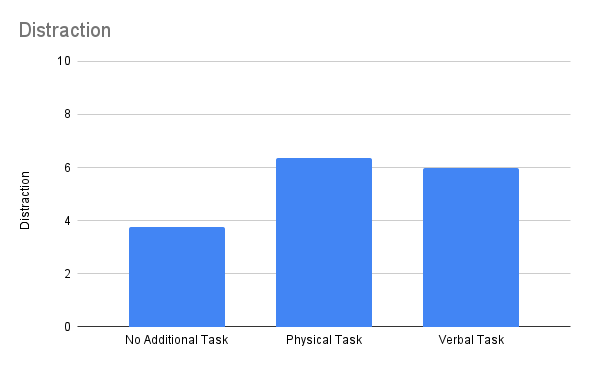 Distraction
10
8
6
4
2
0
Distraction
No Additional Task
Physical Task
Verbal Task